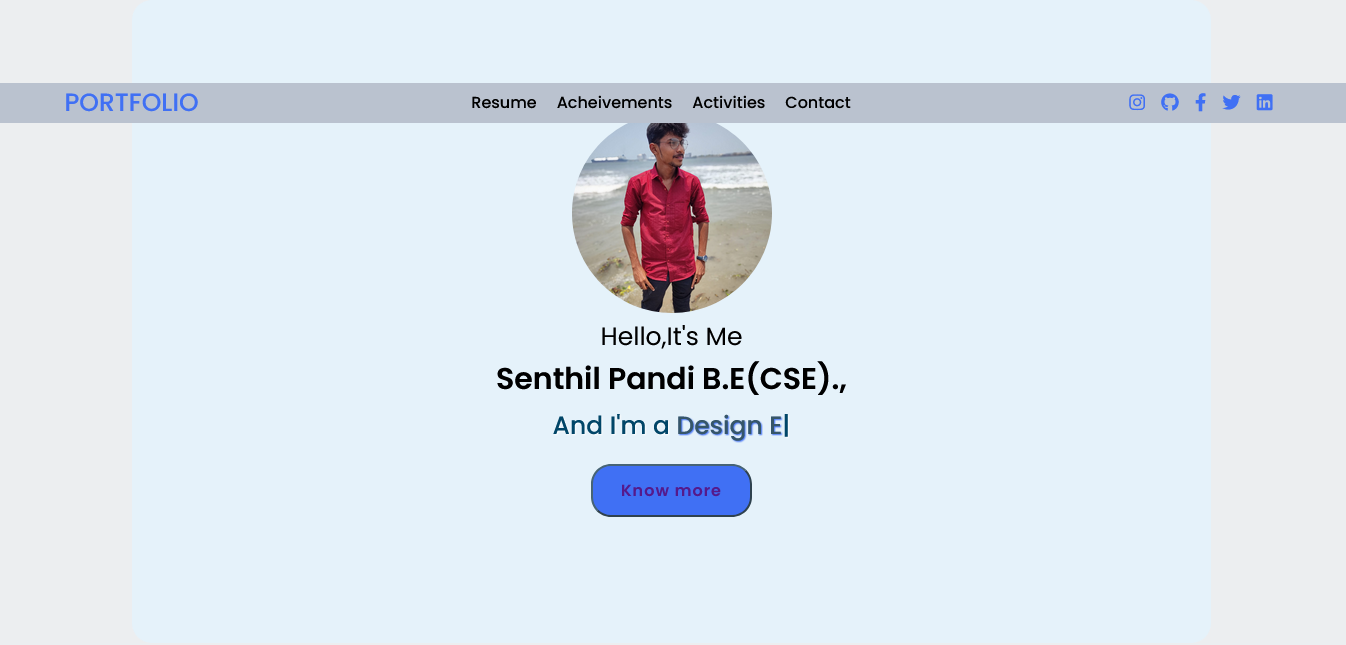 PORTFOLIO
Resume Acheivements Activities Contact
Hello,It's Me
Senthil Pandi B.E(CSE).,
And I'm a Design E|
Know more